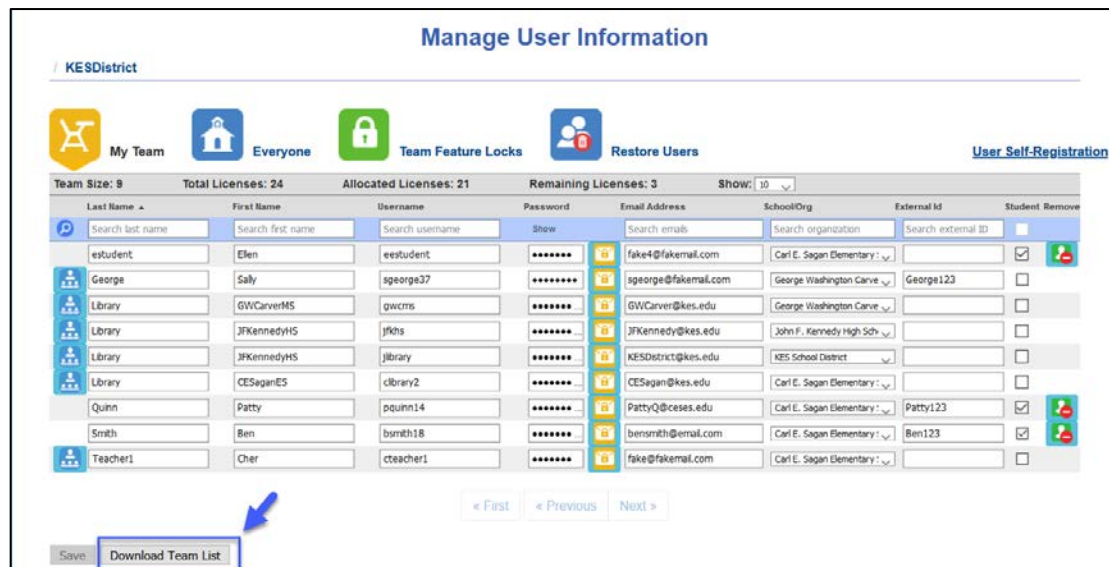 Manage User Information
/ KESDistrict
My Team Everyone Team Feature Locks Restore Users User Self-Registration
Team Size: 9 Total Licenses: 24 Allocated Licenses: 21 Remaining Licenses: 3 Show: 10
Last Name First Name Username Password Email Address School/Org External Id Student Remove
Search last name Search first name Search username Show Search emails Search organization Search external ID
estudent Ellen eestudent ••••••• fake4@fakemail.com Carl E. Sagan Elementary
George Sally sgeorge37 •••••••• sgeorge@fakemail.com George Washington Carve George123
Library GWCarverMS gwcms ••••••• GWCarver@kes.edu George Washington Carve
Library JFKennedyHS jfkhs ••••••• JFKennedy@kes.edu John F. Kennedy High Sch
Library JFKennedyHS jlibrary ••••••• KESDistrict@kes.edu KES School District
Library CESaganES clibrary2 ••••••• CESagan@kes.edu Carl E. Sagan Elementary
Quinn Patty pquinn14 ••••••• PattyQ@ceses.edu Carl E. Sagan Elementary Patty123
Smith Ben bsmith18 ••••••• bensmith@email.com Carl E. Sagan Elementary Ben123
Teacher1 Cher cteacher1 ••••••• fake@fakemail.com Carl E. Sagan Elementary
« First « Previous Next »
Save Download Team List